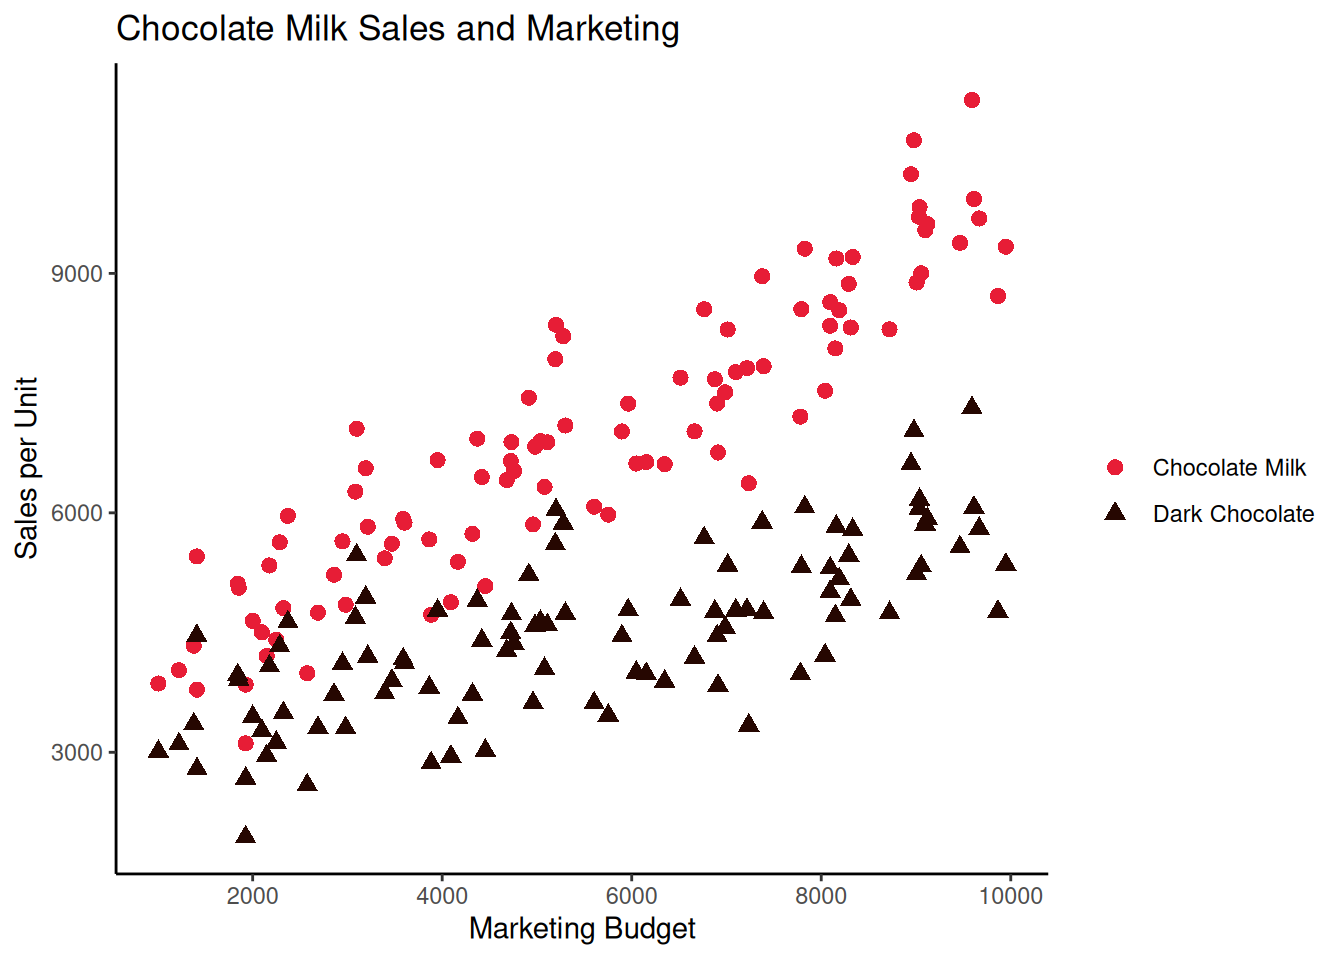 Chocolate Milk Sales and Marketing
Sales per Unit
9000
6000
3000
2000 4000 6000 8000 10000
Marketing Budget
Chocolate Milk
Dark Chocolate